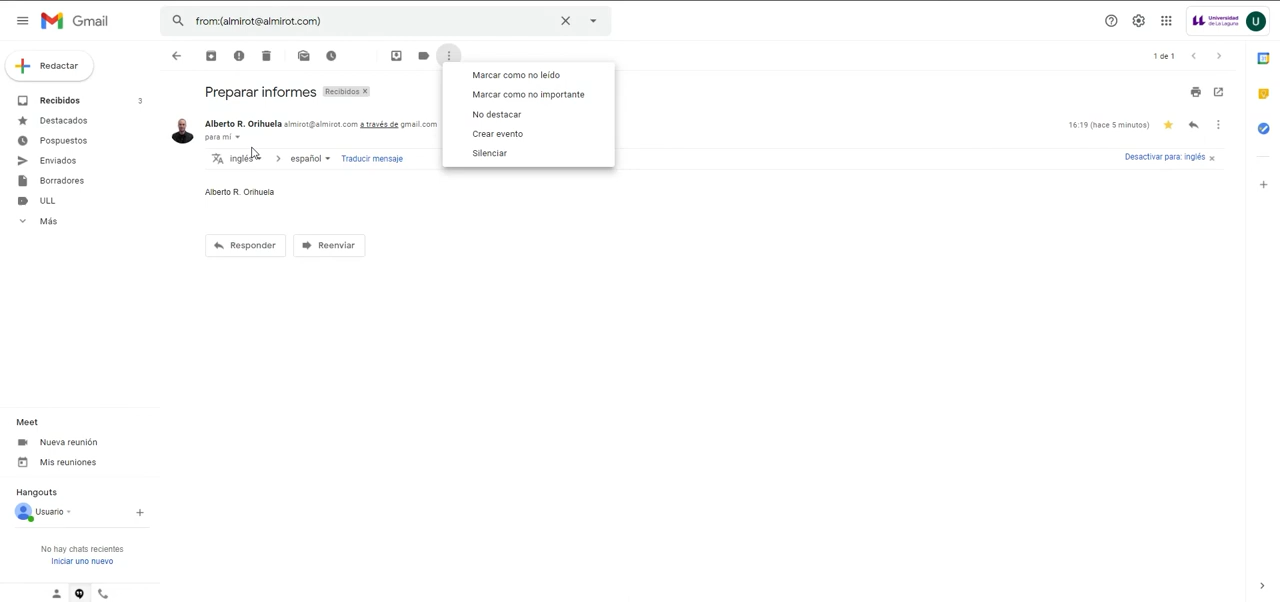 Gmail
from:(almirot@almirot.com)
Universidad
de La Laguna
U
Redactar
1 de 1
Recibidos 3
Destacados
Pospuestos
Enviados
Borradores
ULL
Más
Preparar informes Recibidos x
Alberto R. Orihuela almirot@almirot.com a través de gmail.com
16:19 (hace 5 minutos)
para mí
inglés > español Traducir mensaje
Desactivar para: inglés x
Alberto R. Orihuela
Responder Reenviar
Marcar como no leído
Marcar como no importante
No destacar
Crear evento
Silenciar
Meet
Nueva reunión
Mis reuniones
Hangouts
Usuario
No hay chats recientes
Iniciar uno nuevo